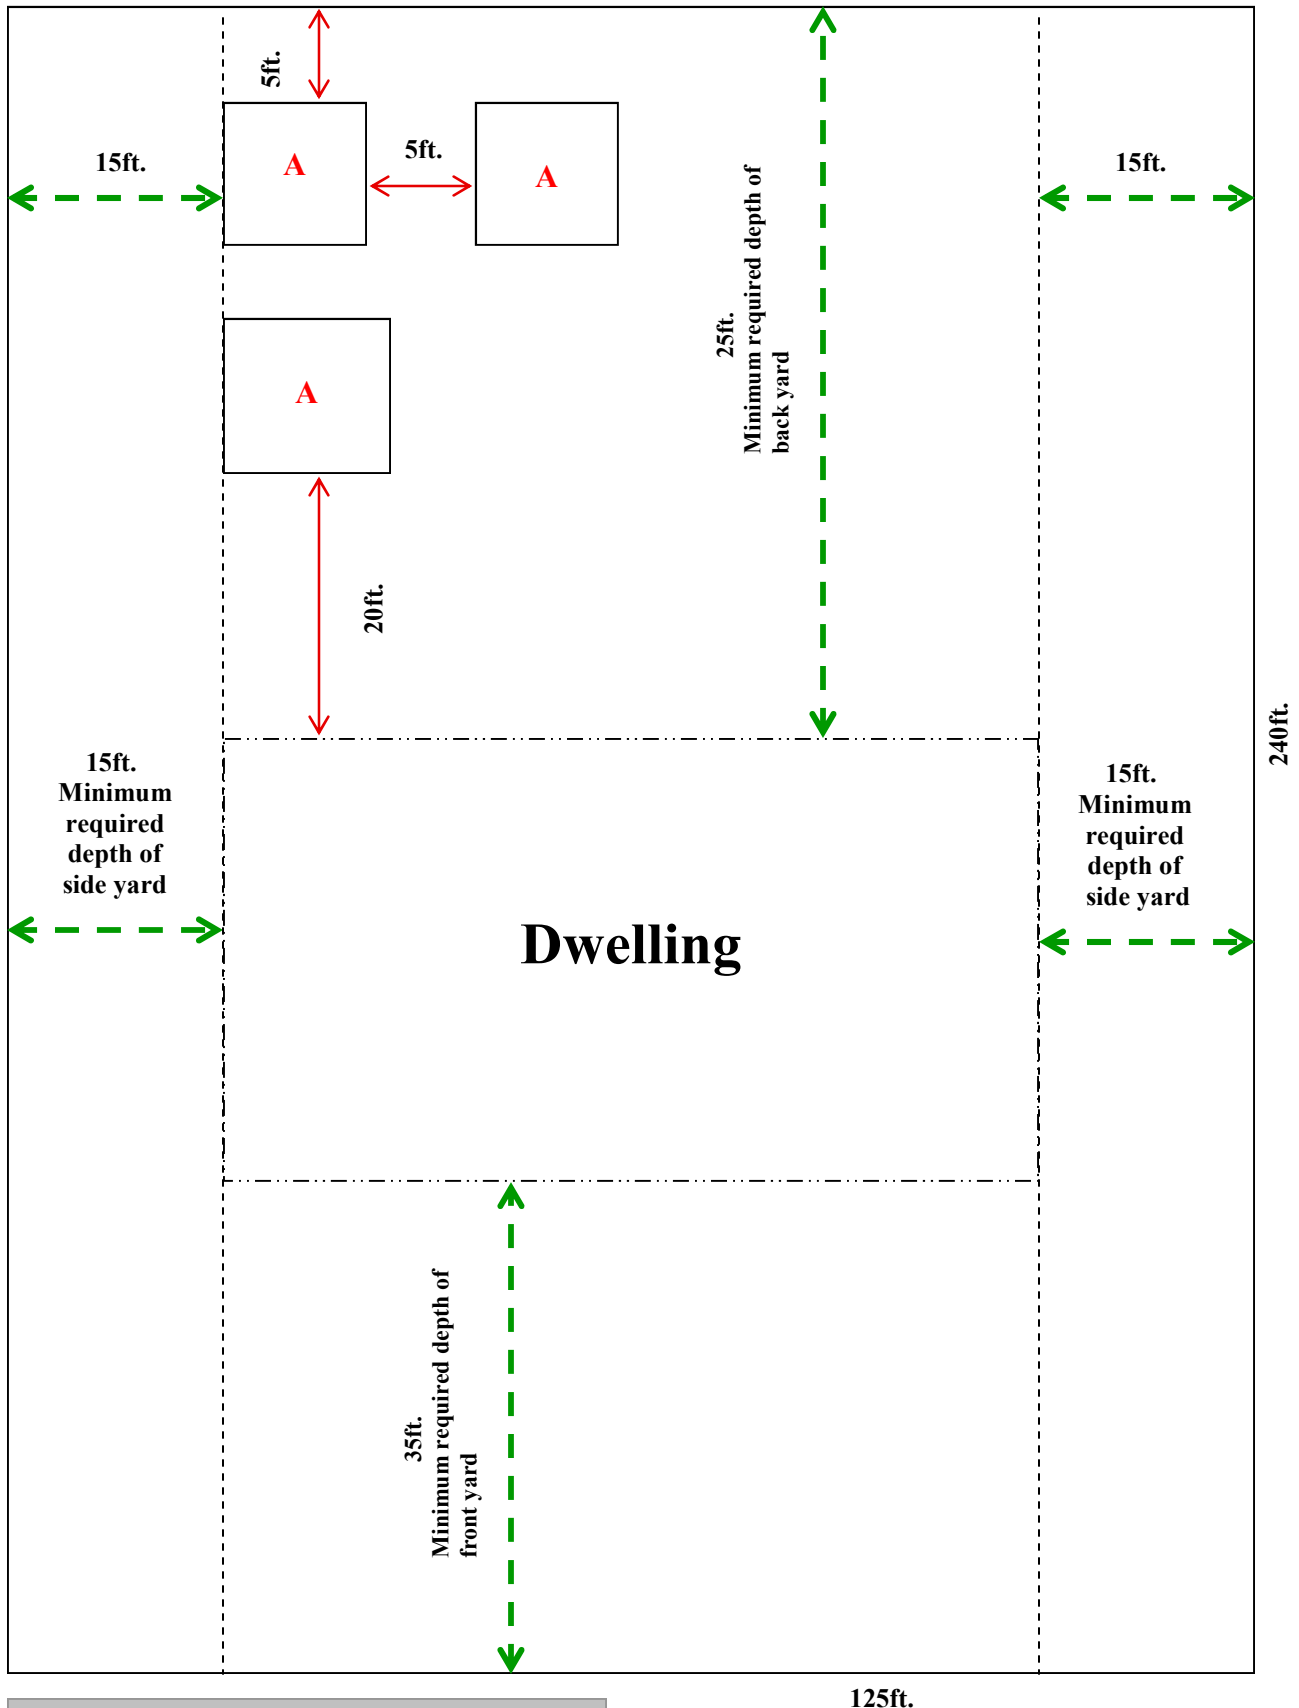 5ft.
15ft.
A
5ft.
A
15ft.
25ft.
Minimum required depth of
back yard
A
20ft.
240ft.
15ft.
Minimum
required
depth of
side yard
15ft.
Minimum
required
depth of
side yard
Dwelling
35ft.
Minimum required depth of
front yard
125ft.